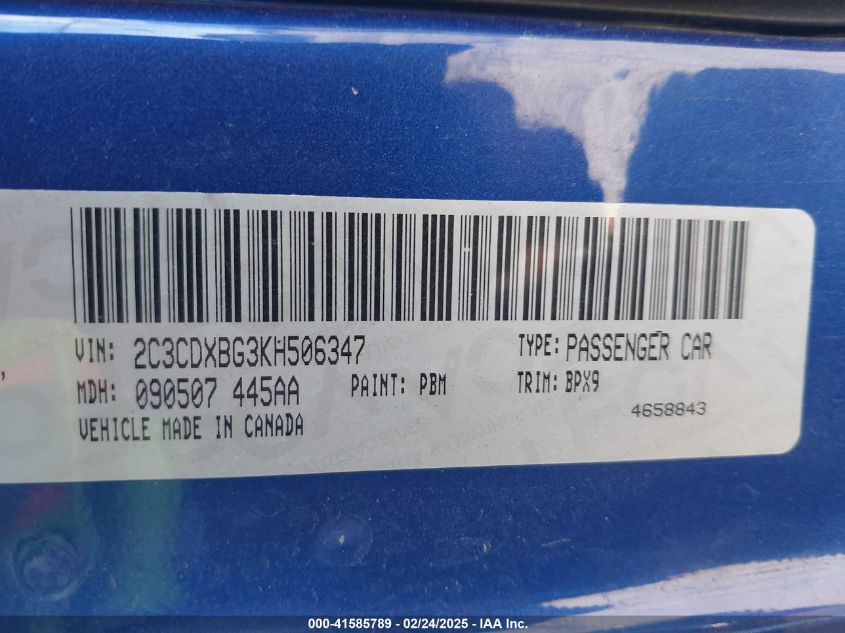 VIN: 2C3CDXBG3KH506347 TYPE: PASSENGER CAR
MDH: 090507 445AA PAINT: PBM TRIM: BPX9
4658843
VEHICLE MADE IN CANADA
000-41585789 - 02/24/2025 - IAA Inc.